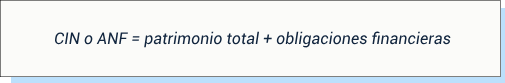 CIN o ANF = patrimonio total + obligaciones financieras